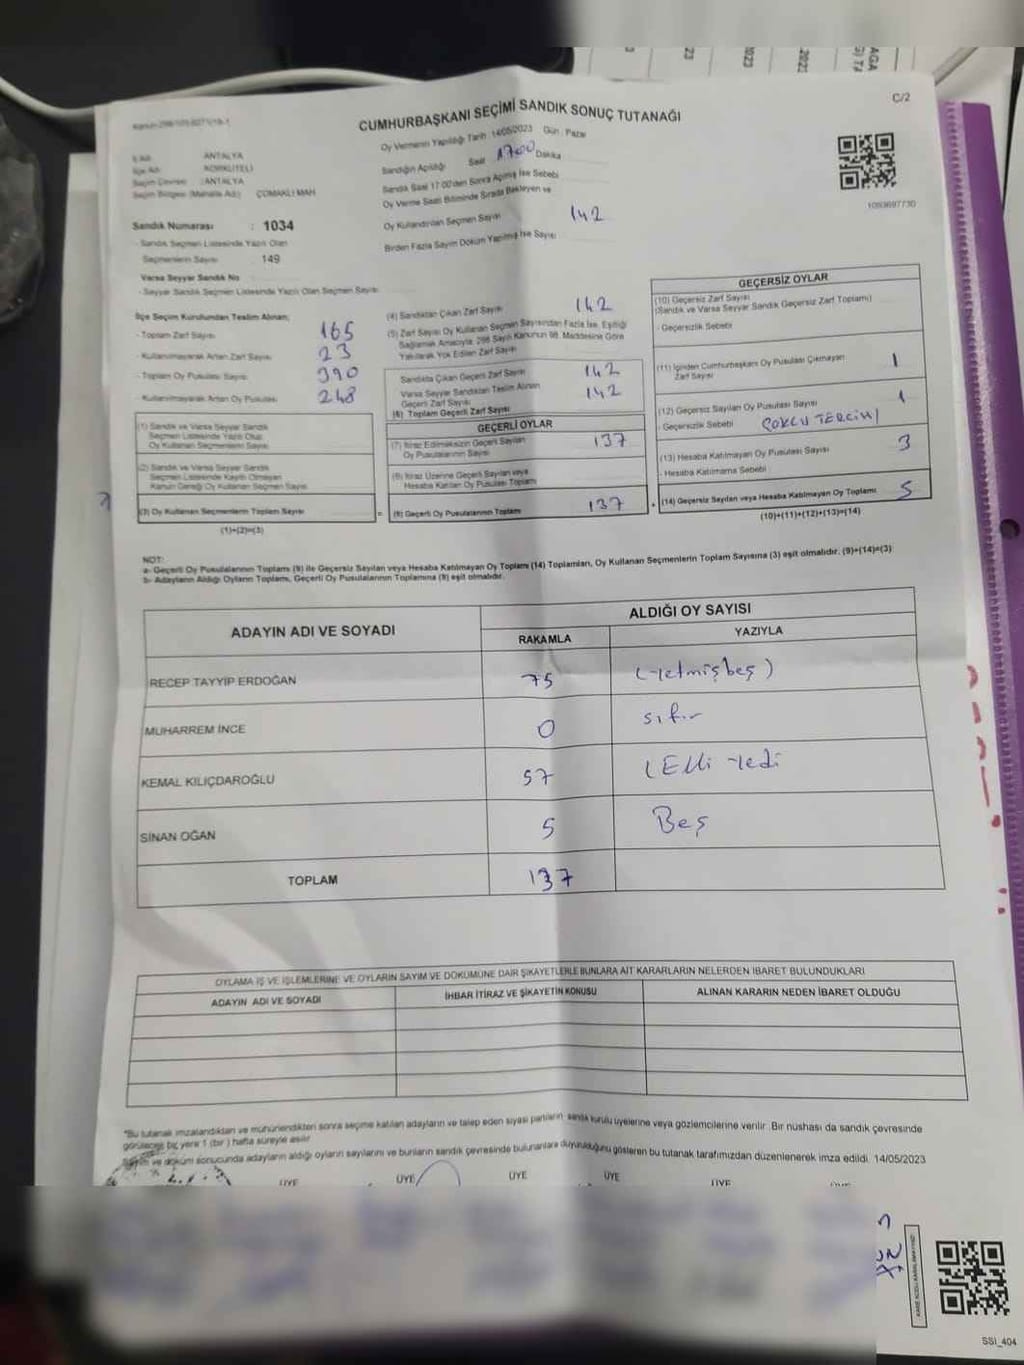 C/2
CUMHURBAŞKANI SEÇİMİ SANDIK SONUÇ TUTANAĞI
Oy Vermenin Yapıldığı Tarih 14/05/2023 Gün: Pazar
Sandığın Açıldığı Saat 1700 Dakika
Sandık Saat 17:00'den Sonra Açılmış İse Sebebi
Oy Verme Saati Bitiminde Sırada Bekleyen ve
Oy Kullandırılan Seçmen Sayısı 142
Birden Fazla Sayım Döküm Yapılmış İse Sayısı
1093697730
İl Adı : ANTALYA
İlçe Adı : KORKUTELİ
Seçim Çevresi : ANTALYA
Seçim Bölgesi (Mahalle Adı) : ÇOMAKLI MAH
Sandık Numarası : 1034
- Sandık Seçmen Listesinde Yazılı Olan
Seçmenlerin Sayısı 149
Varsa Seyyar Sandık No
- Seyyar Sandık Seçmen Listesinde Yazılı Olan Seçmen Sayısı
İlçe Seçim Kurulundan Teslim Alınan;
- Toplam Zarf Sayısı 165
- Kullanılmayarak Artan Zarf Sayısı 23
- Toplam Oy Pusulası Sayısı 390
- Kullanılmayarak Artan Oy Pusulası 248
(1) Sandık ve Varsa Seyyar Sandık
Seçmen Listesinde Yazılı Olup
Oy Kullanan Seçmenlerin Sayısı
(2) Sandık ve Varsa Seyyar Sandık
Seçmen Listesinde Kayıtlı Olmayan
Kanun Gereği Oy Kullanan Seçmen Sayısı
(3) Oy Kullanan Seçmenlerin Toplam Sayısı
(1)+(2)=(3)
(4) Sandıktan Çıkan Zarf Sayısı 142
(5) Zarf Sayısı Oy Kullanan Seçmen Sayısından Fazla İse, Eşitliği
Sağlamak Amacıyla, 298 Sayılı Kanunun 98. Maddesine Göre
Yakılarak Yok Edilen Zarf Sayısı
Sandıkta Çıkan Geçerli Zarf Sayısı 142
Varsa Seyyar Sandıktan Teslim Alınan
Geçerli Zarf Sayısı 142
(6) Toplam Geçerli Zarf Sayısı
GEÇERLİ OYLAR
(7) İtiraz Edilmeksizin Geçerli Sayılan
Oy Pusulalarının Sayısı 137
(8) İtiraz Üzerine Geçerli Sayılan veya
Hesaba Katılan Oy Pusulası Toplamı
= (9) Geçerli Oy Pusulalarının Toplamı 137
GEÇERSİZ OYLAR
(10) Geçersiz Zarf Sayısı
(Sandık ve Varsa Seyyar Sandık Geçersiz Zarf Toplamı)
- Geçersizlik Sebebi
(11) İçinden Cumhurbaşkanı Oy Pusulası Çıkmayan
Zarf Sayısı 1
(12) Geçersiz Sayılan Oy Pusulası Sayısı 1
- Geçersizlik Sebebi ÇOKLU TERCİH
(13) Hesaba Katılmayan Oy Pusulası Sayısı 3
- Hesaba Katılmama Sebebi
+ (14) Geçersiz Sayılan veya Hesaba Katılmayan Oy Toplamı 5
(10)+(11)+(12)+(13)=(14)
NOT:
a- Geçerli Oy Pusulalarının Toplamı (9) ile Geçersiz Sayılan veya Hesaba Katılmayan Oy Toplamı (14) Toplamları, Oy Kullanan Seçmenlerin Toplam Sayısına (3) eşit olmalıdır. (9)+(14)=(3)
b- Adayların Aldığı Oyların Toplamı, Geçerli Oy Pusulalarının Toplamına (9) eşit olmalıdır.
ADAYIN ADI VE SOYADI
ALDIĞI OY SAYISI
RAKAMLA YAZIYLA
RECEP TAYYİP ERDOĞAN 75 (Yetmişbeş)
MUHARREM İNCE 0 sıfır
KEMAL KILIÇDAROĞLU 57 (Elli Yedi
SİNAN OĞAN 5 Beş
TOPLAM 137
OYLAMA İŞ VE İŞLEMLERİNE VE OYLARIN SAYIM VE DÖKÜMÜNE DAİR ŞİKAYETLERLE BUNLARA AİT KARARLARIN NELERDEN İBARET BULUNDUKLARI
ADAYIN ADI VE SOYADI İHBAR İTİRAZ VE ŞİKAYETİN KONUSU ALINAN KARARIN NEDEN İBARET OLDUĞU
*Bu tutanak imzalandıktan ve mühürlendikten sonra seçime katılan adayların ve talep eden siyasi partilerin sandık kurulu üyelerine veya gözlemcilerine verilir. Bir nüshası da sandık çevresinde
görülecek bir yere 1 (bir) hafta süreyle asılır
Sayım ve döküm sonucunda adayların aldığı oyların sayılarını ve bunların sandık çevresinde bulunanlara duyurulduğunu gösteren bu tutanak tarafımızdan düzenlenerek imza edildi. 14/05/2023
ÜYE ÜYE ÜYE ÜYE ÜYE
SSI_404